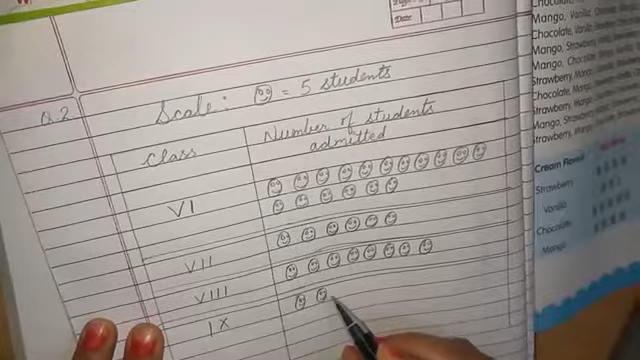 Date
Q.2
Scale: = 5 students
Class
Number of students
admitted
VI
VII
VIII
IX
Mango, Vanilla,
Chocolate, Vanilla,
Mango, Strawberry,
Mango, Chocolate,
Strawberry, Mango
Chocolate, Mango,
Strawberry, Mango
Mango, Strawberry
Strawberry, Mango
Cream Flavour
Strawberry
Vanilla
Chocolate
Mango